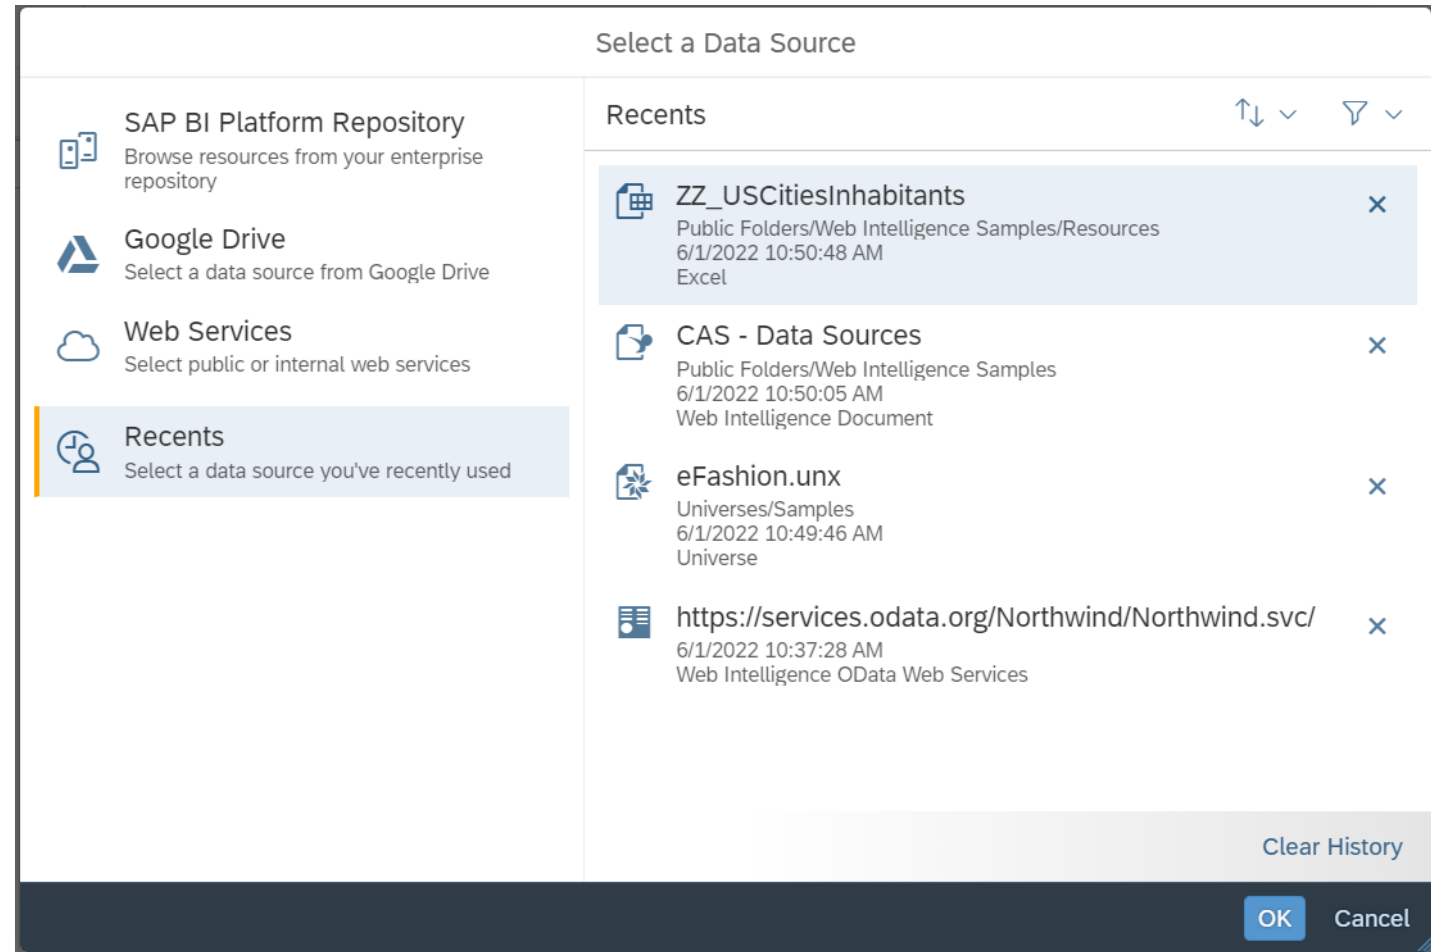 Select a Data Source
SAP BI Platform Repository
Browse resources from your enterprise
repository
Google Drive
Select a data source from Google Drive
Web Services
Select public or internal web services
Recents
Select a data source you've recently used
Recents
ZZ_USCitiesInhabitants
Public Folders/Web Intelligence Samples/Resources
6/1/2022 10:50:48 AM
Excel
CAS - Data Sources
Public Folders/Web Intelligence Samples
6/1/2022 10:50:05 AM
Web Intelligence Document
eFashion.unx
Universes/Samples
6/1/2022 10:49:46 AM
Universe
https://services.odata.org/Northwind/Northwind.svc/
6/1/2022 10:37:28 AM
Web Intelligence OData Web Services
Clear History
OK
Cancel